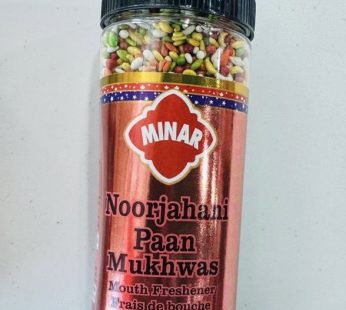 MINAR
Noorjahani
Paan
Mukhwas
Mouth Freshener
Frais de bouche